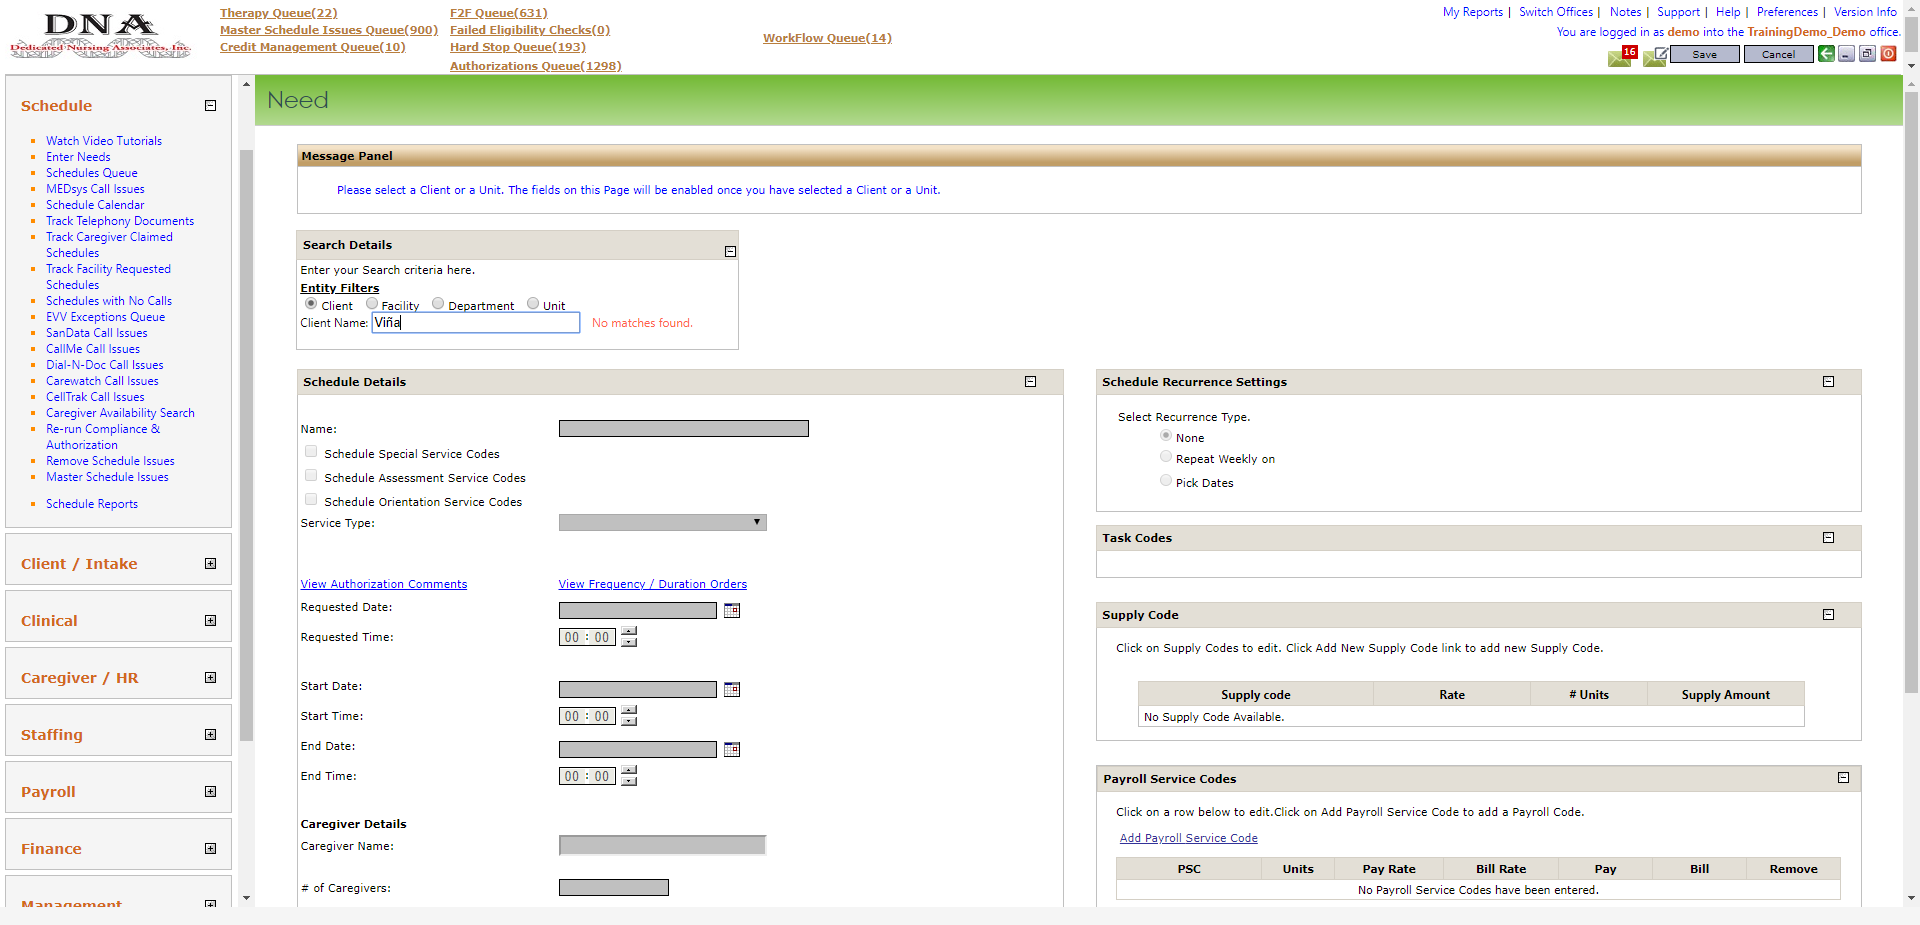 DNA
Dedicated Nursing Associates, Inc.
Therapy Queue(22)
Master Schedule Issues Queue(900)
Credit Management Queue(10)
F2F Queue(631)
Failed Eligibility Checks(0)
Hard Stop Queue(193)
Authorizations Queue(1298)
WorkFlow Queue(14)
My Reports | Switch Offices | Notes | Support | Help | Preferences | Version Info
You are logged in as demo into the TrainingDemo_Demo office.
16
Save
Cancel
Schedule
Watch Video Tutorials
Enter Needs
Schedules Queue
MEDsys Call Issues
Schedule Calendar
Track Telephony Documents
Track Caregiver Claimed
Schedules
Track Facility Requested
Schedules
Schedules with No Calls
EVV Exceptions Queue
SanData Call Issues
CallMe Call Issues
Dial-N-Doc Call Issues
Carewatch Call Issues
CellTrak Call Issues
Caregiver Availability Search
Re-run Compliance &
Authorization
Remove Schedule Issues
Master Schedule Issues
Schedule Reports
Client / Intake
Clinical
Caregiver / HR
Staffing
Payroll
Finance
Management
Need
Message Panel
Please select a Client or a Unit. The fields on this Page will be enabled once you have selected a Client or a Unit.
Search Details
Enter your Search criteria here.
Entity Filters
Client Facility Department Unit
Client Name: Viña No matches found.
Schedule Details
Name:
Schedule Special Service Codes
Schedule Assessment Service Codes
Schedule Orientation Service Codes
Service Type:
View Authorization Comments View Frequency / Duration Orders
Requested Date:
Requested Time: 00 : 00
Start Date:
Start Time: 00 : 00
End Date:
End Time: 00 : 00
Caregiver Details
Caregiver Name:
# of Caregivers:
Schedule Recurrence Settings
Select Recurrence Type.
None
Repeat Weekly on
Pick Dates
Task Codes
Supply Code
Click on Supply Codes to edit. Click Add New Supply Code link to add new Supply Code.
Supply code Rate # Units Supply Amount
No Supply Code Available.
Payroll Service Codes
Click on a row below to edit.Click on Add Payroll Service Code to add a Payroll Code.
Add Payroll Service Code
PSC Units Pay Rate Bill Rate Pay Bill Remove
No Payroll Service Codes have been entered.